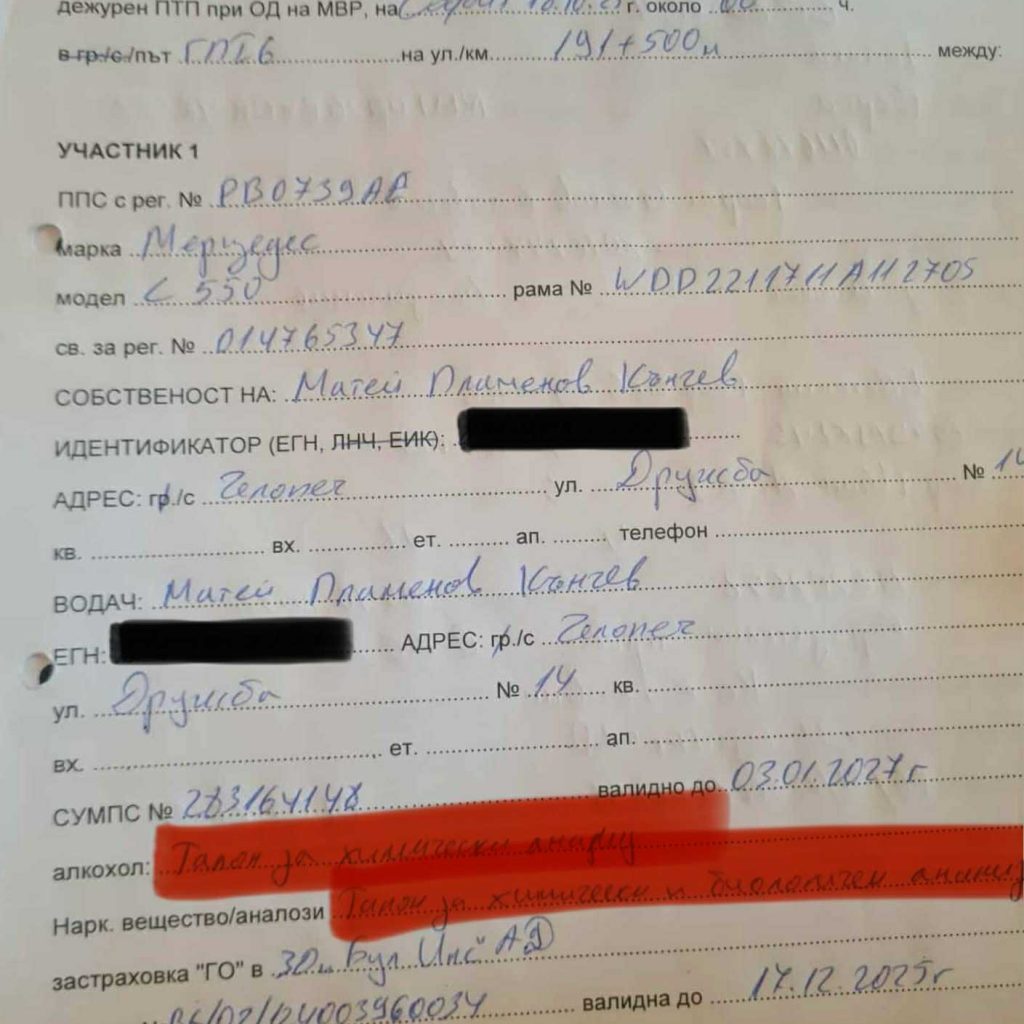 дежурен ПТП при ОД на МВР, на г. около ч.
в гр./с./път ГПI6 на ул./км. 191+500м между:
УЧАСТНИК 1
ППС с рег. № РВ0739АР
марка Мерцедес
модел С 550 рама № WDD2211711A112705
св. за рег. № 014765347
СОБСТВЕНОСТ НА: Матей Пламенов Кънчев
ИДЕНТИФИКАТОР (ЕГН, ЛНЧ, ЕИК):
АДРЕС: гр./с Челопеч ул. Дружба № 14
кв. вх. ет. ап. телефон
ВОДАЧ: Матей Пламенов Кънчев
ЕГН: АДРЕС: гр./с Челопеч
ул. Дружба № 14 кв.
вх. ет. ап.
СУМПС № 283164148 валидно до 03.01.2027г
алкохол: Талон за химически анализ
Нарк. вещество/аналози Талон за химически и биологичен анализ
застраховка "ГО" в ЗД Бул Инс АД
валидна до 17.12.2025г